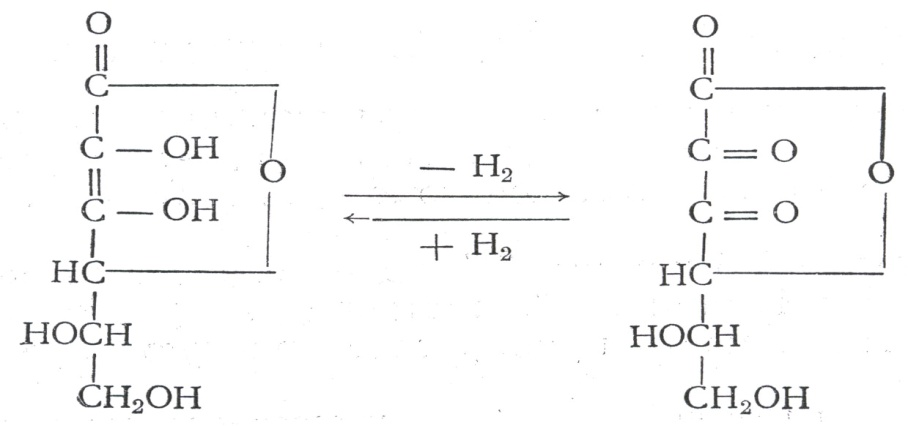 O O
C C
C — OH C = O
O O
— H₂
C — OH C = O
+ H₂
HC HC
HOCH HOCH
CH₂OH CH₂OH